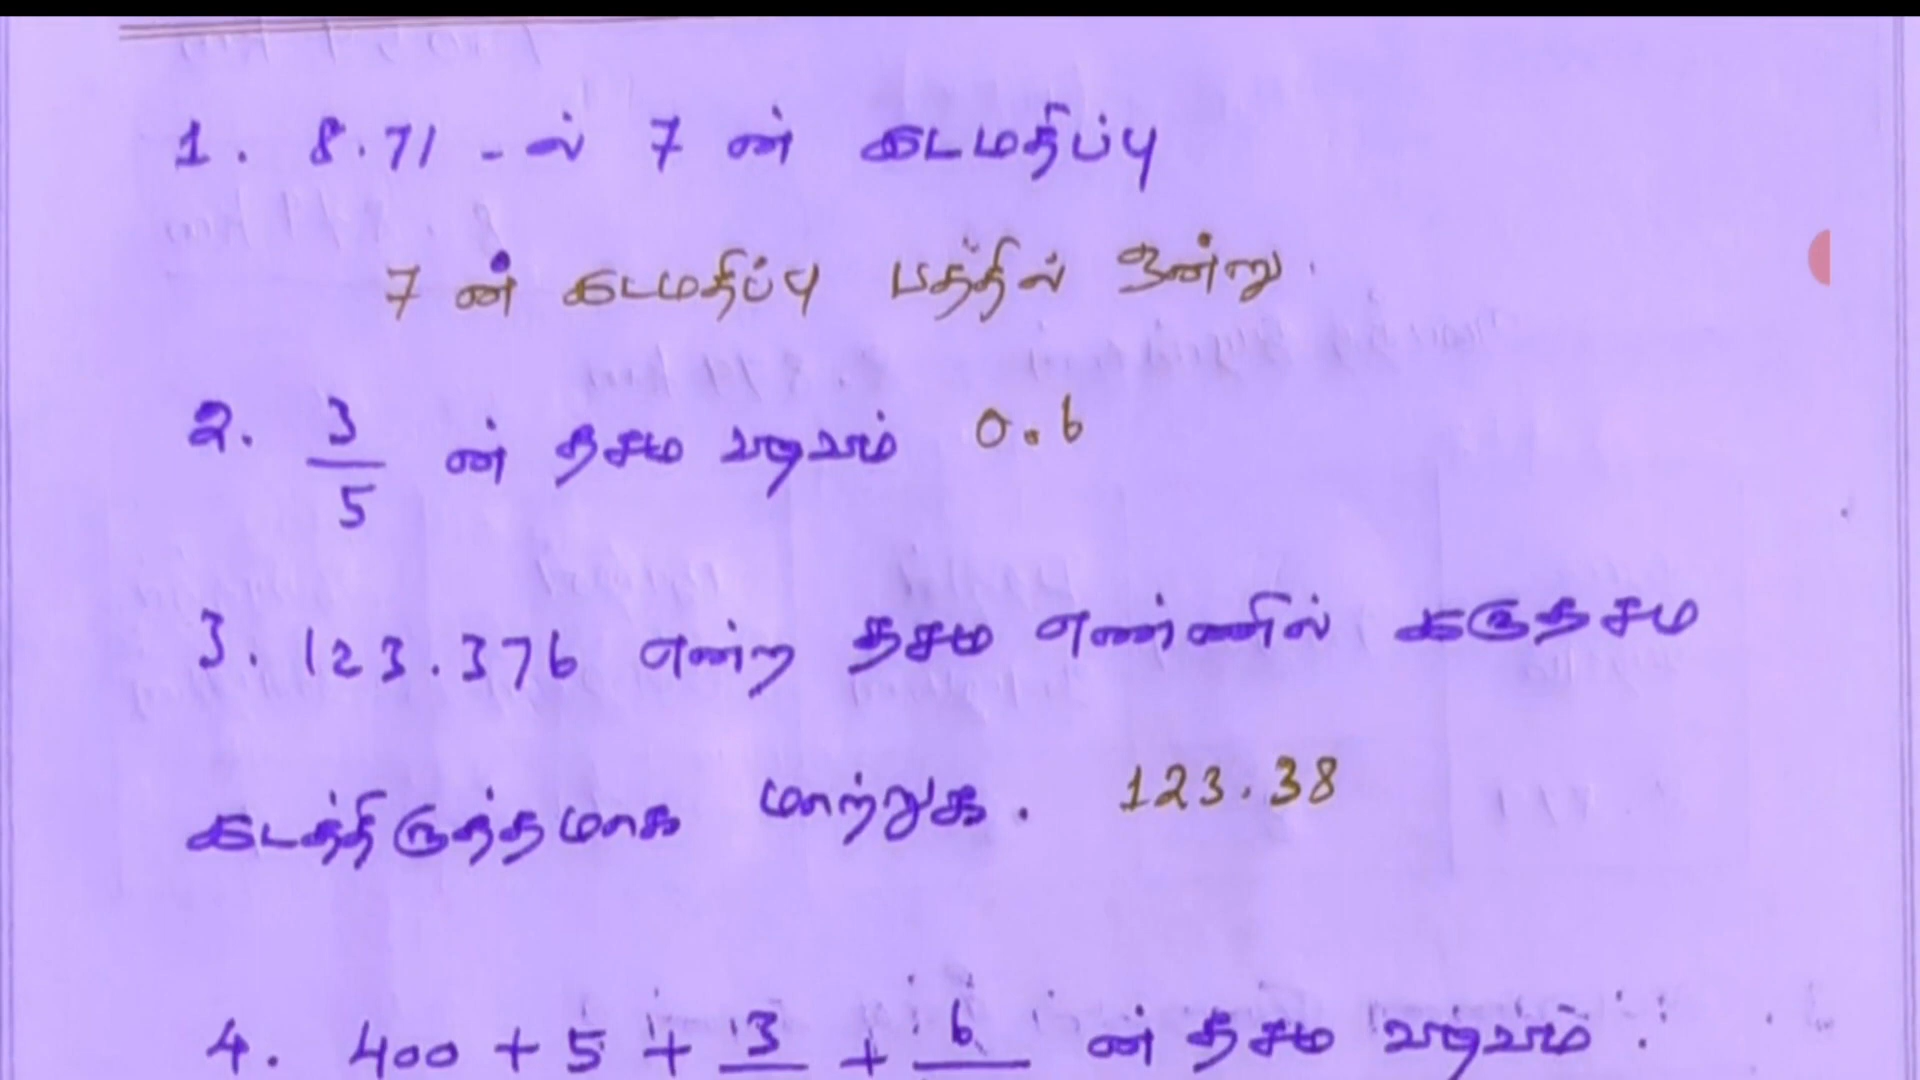 1. 8.71 - ல் 7 ன் இடமதிப்பு
7 ன் இடமதிப்பு பத்தில் ஒன்று.
2. 3/5 ன் தசம வடிவம் 0.6
3. 123.376 என்ற தசம எண்ணில் இருதசம
இடத்திருத்தமாக மாற்றுக. 123.38
4. 400 + 5 + 3 + 6 ன் தசம வடிவம்.